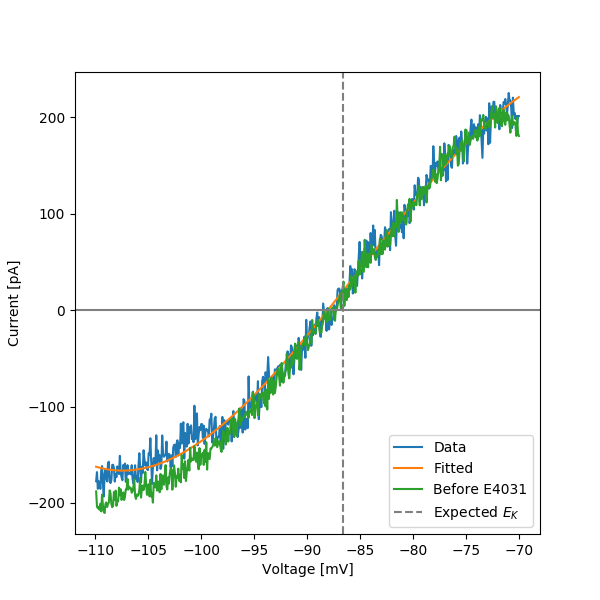 200
100
0
−100
−200
Current [pA]
Data
Fitted
Before E4031
Expected E_K
−110 −105 −100 −95 −90 −85 −80 −75 −70
Voltage [mV]